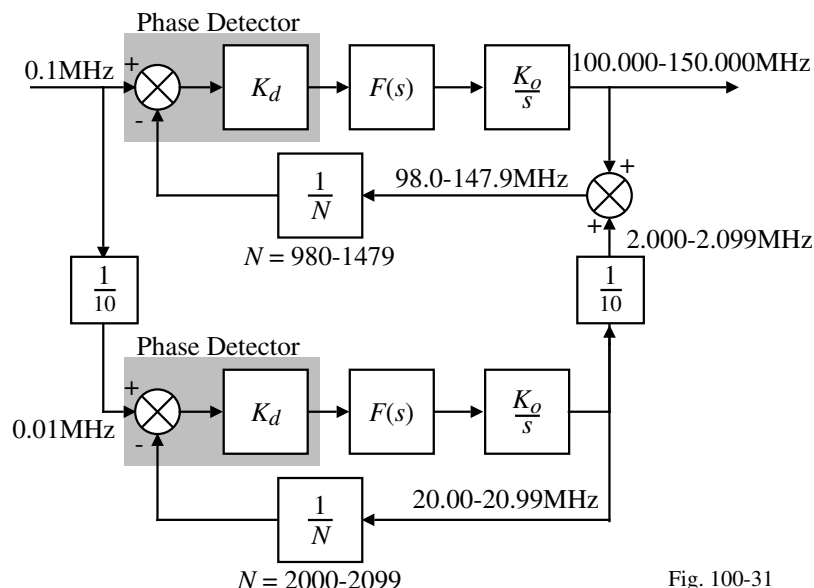 Phase Detector
0.1MHz
+
-
K_d
F(s)
K_o
s
100.000-150.000MHz
1
N
98.0-147.9MHz
+
+
N = 980-1479
2.000-2.099MHz
1
10
1
10
Phase Detector
0.01MHz
+
-
K_d
F(s)
K_o
s
1
N
20.00-20.99MHz
N = 2000-2099
Fig. 100-31